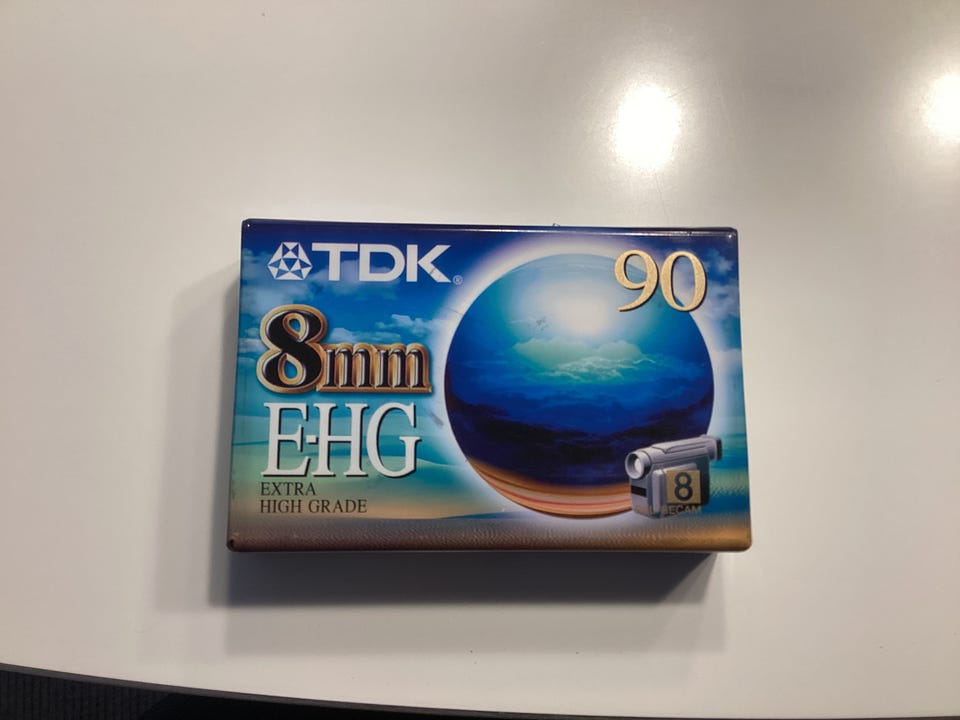 TDK®
90
8mm
E-HG
EXTRA
HIGH GRADE
8